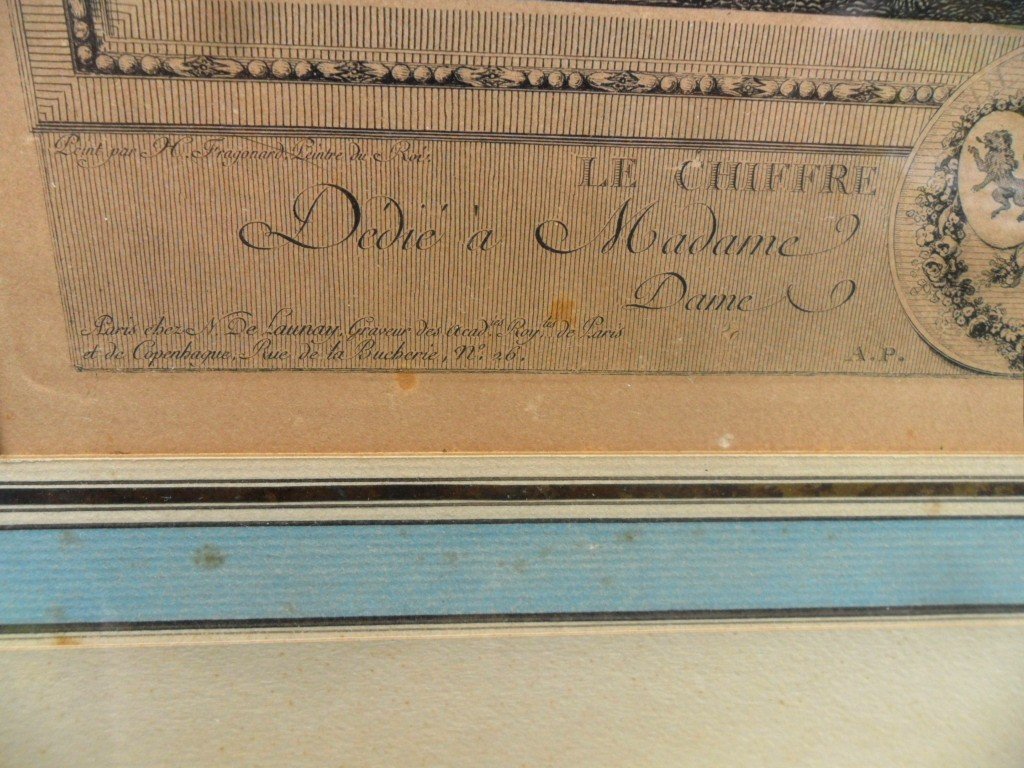 Peint par H. Fragonard Peintre du Roi.
LE CHIFFRE
Dédié à Madame
Dame
Paris chez N. De Launay, Graveur des Acad.ies Roy.les de Paris
et de Copenhague, Rue de la Bucherie, N.º 26.
A.P.